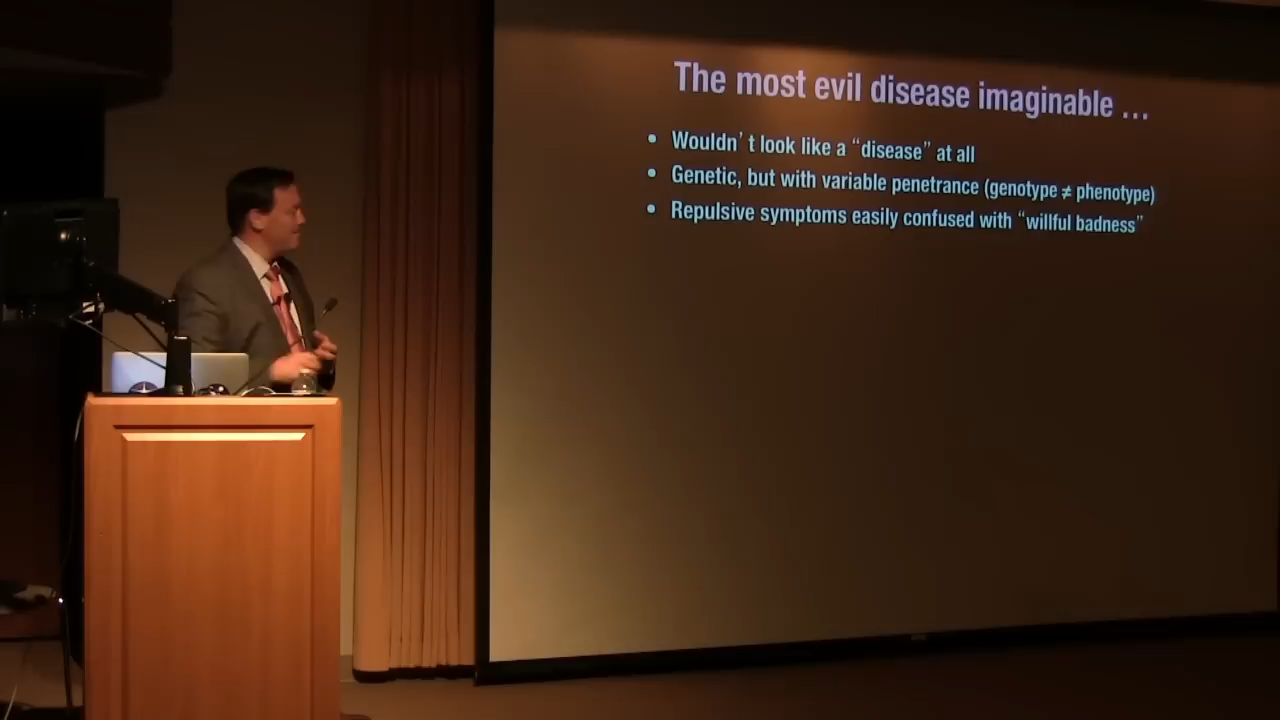 The most evil disease imaginable …
• Wouldn’ t look like a “disease” at all
• Genetic, but with variable penetrance (genotype ≠ phenotype)
• Repulsive symptoms easily confused with “willful badness”